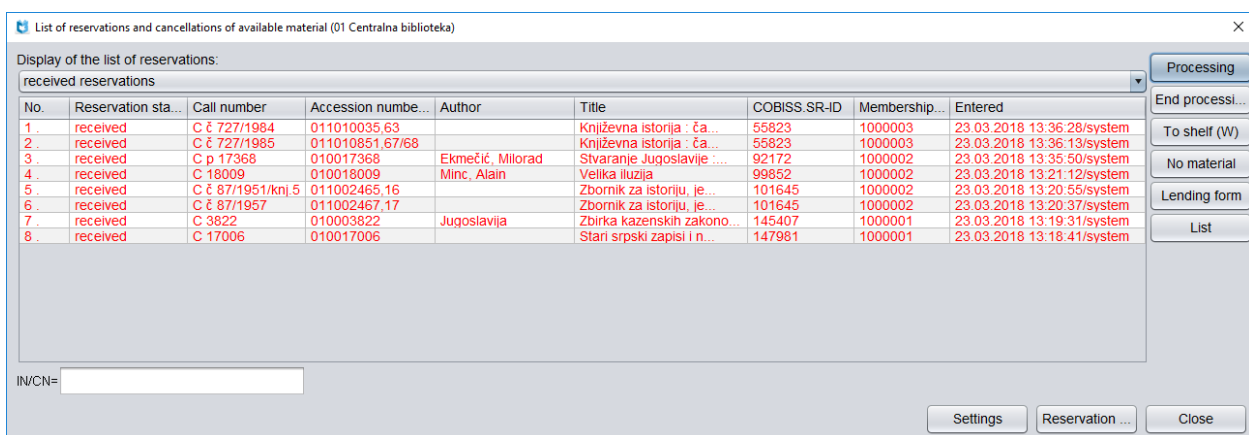 List of reservations and cancellations of available material (01 Centralna biblioteka)
Display of the list of reservations:
received reservations
No. Reservation sta... Call number Accession numbe... Author Title COBISS.SR-ID Membership... Entered
1 . received C č 727/1984 011010035,63 Književna istorija : ča... 55823 1000003 23.03.2018 13:36:28/system
2 . received C č 727/1985 011010851,67/68 Književna istorija : ča... 55823 1000003 23.03.2018 13:36:13/system
3 . received C p 17368 010017368 Ekmečić, Milorad Stvaranje Jugoslavije :... 92172 1000002 23.03.2018 13:35:50/system
4 . received C 18009 010018009 Minc, Alain Velika iluzija 99852 1000002 23.03.2018 13:21:12/system
5 . received C č 87/1951/knj.5 011002465,16 Zbornik za istoriju, je... 101645 1000002 23.03.2018 13:20:55/system
6 . received C č 87/1957 011002467,17 Zbornik za istoriju, je... 101645 1000002 23.03.2018 13:20:37/system
7 . received C 3822 010003822 Jugoslavija Zbirka kazenskih zakono... 145407 1000001 23.03.2018 13:19:31/system
8 . received C 17006 010017006 Stari srpski zapisi i n... 147981 1000001 23.03.2018 13:18:41/system
Processing
End processi...
To shelf (W)
No material
Lending form
List
IN/CN=
Settings Reservation ... Close